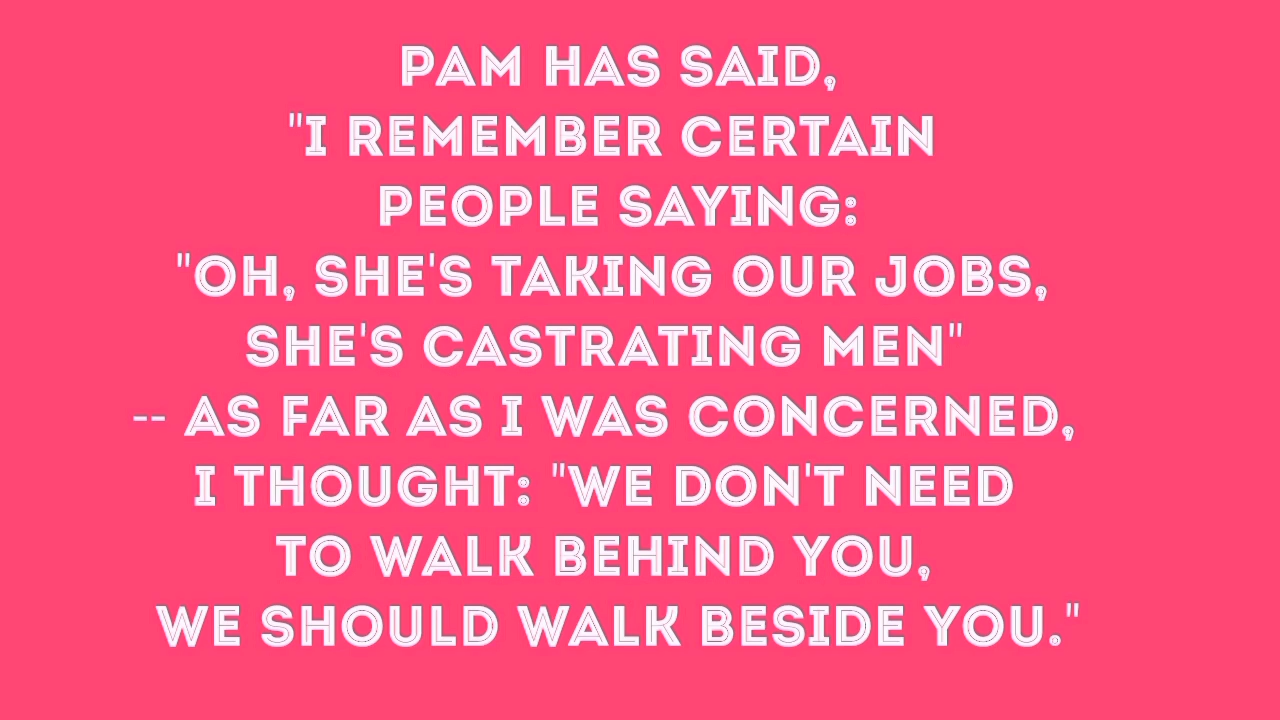 PAM HAS SAID,
"I REMEMBER CERTAIN
PEOPLE SAYING:
"OH, SHE'S TAKING OUR JOBS,
SHE'S CASTRATING MEN"
-- AS FAR AS I WAS CONCERNED,
I THOUGHT: "WE DON'T NEED
TO WALK BEHIND YOU,
WE SHOULD WALK BESIDE YOU."